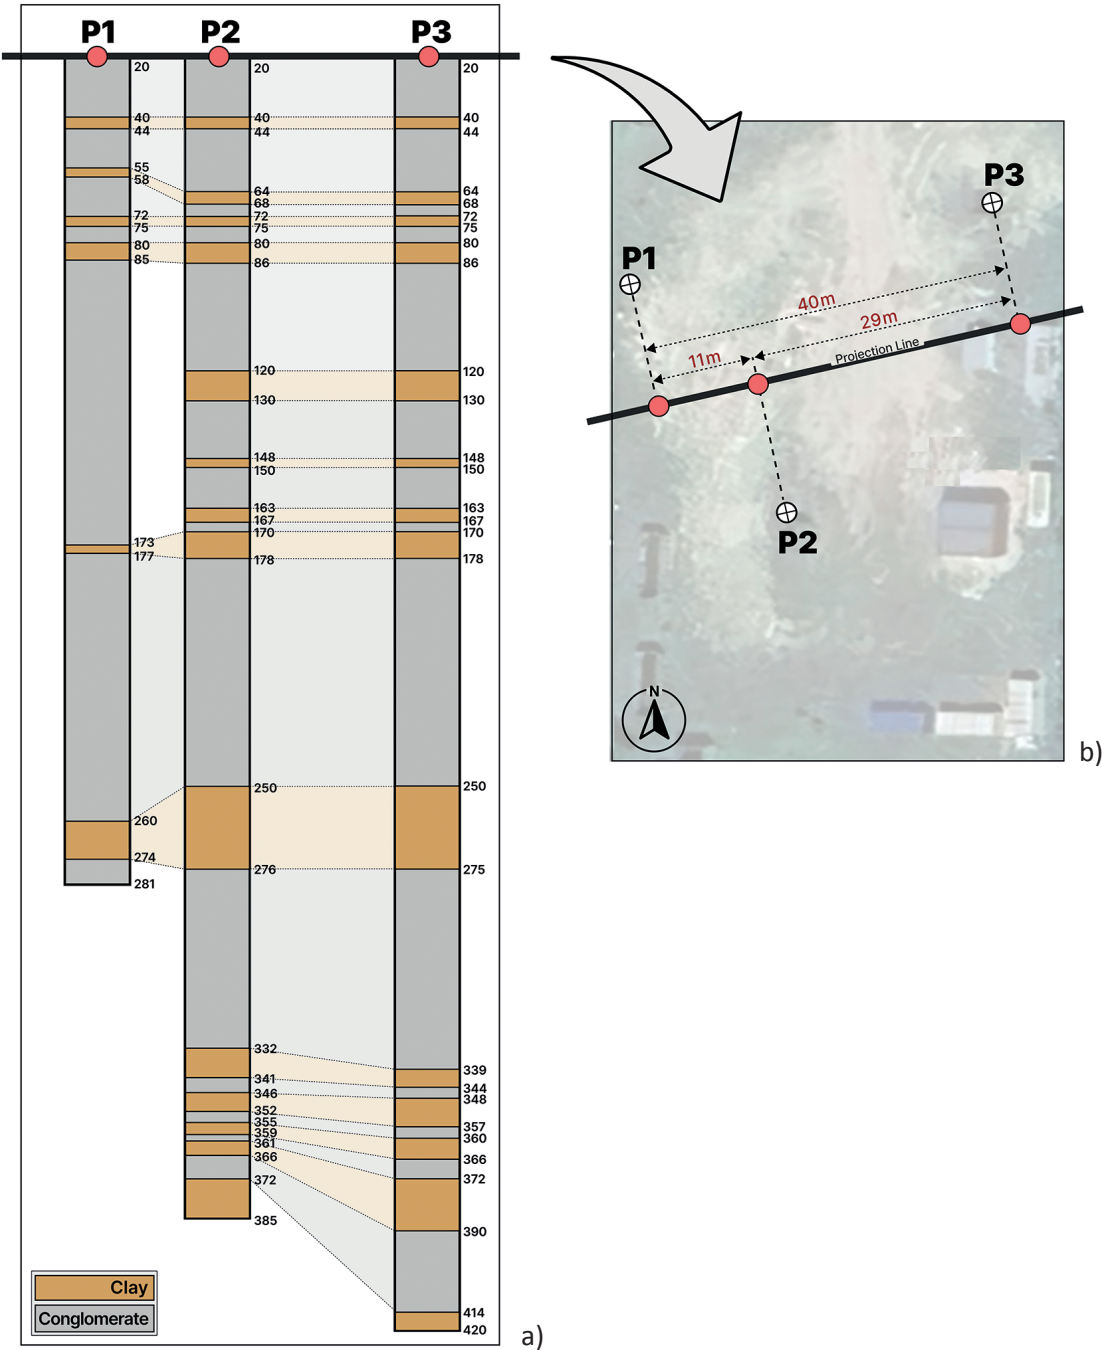 P1 P2 P3
20 20 20
40 40 40
44 44 44
55
58
64 64
68 68
72 72 72
75 75 75
80 80 80
85 86 86
120 120
130 130
148 148
150 150
163 163
167 167
170 170
173
177
178 178
250 250
260
274
276 275
281
332
339
341
344
346
348
352
355
357
359
360
361
366 366
372 372
385
390
414
420
Clay
Conglomerate
a)
P3
P1
40m
29m
11m
Projection Line
P2
N
b)